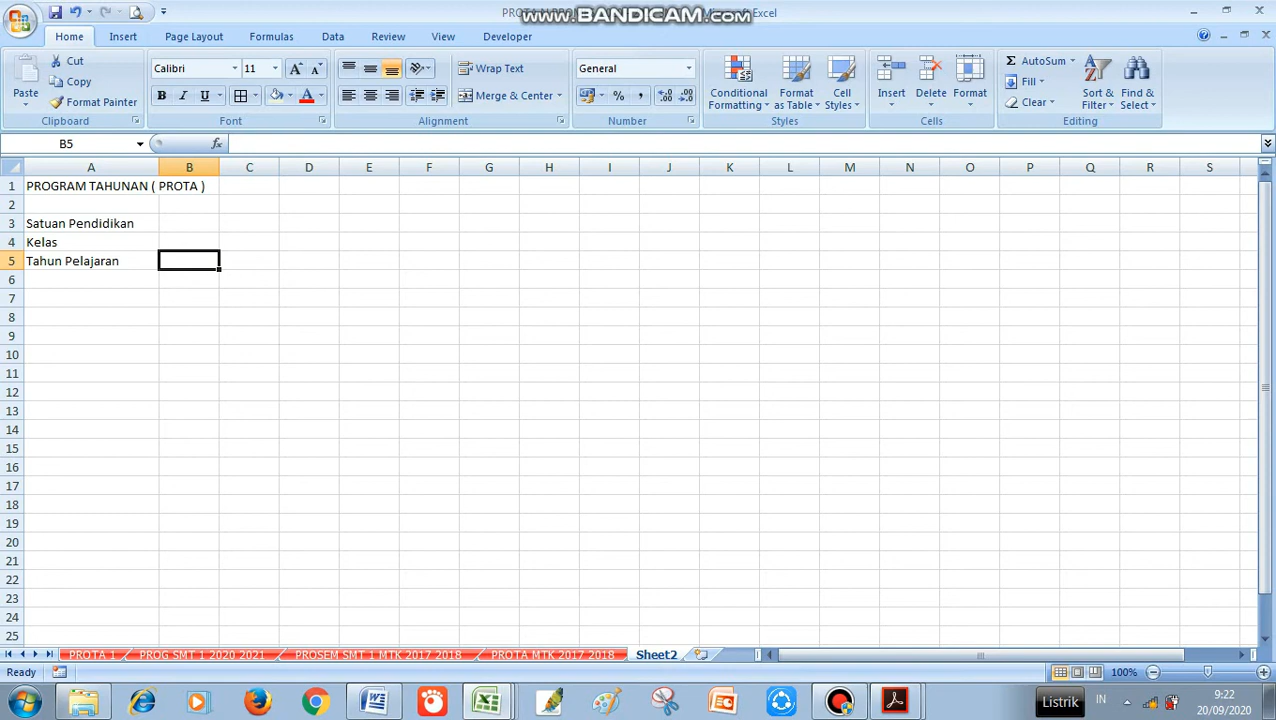 PRO
www.BANDICAM.com
Excel
Home Insert Page Layout Formulas Data Review View Developer
Paste
Cut
Copy
Format Painter
Clipboard
Calibri 11
B I U
Font
Wrap Text
Merge & Center
Alignment
General
% ,
Number
Conditional Formatting
Format as Table
Cell Styles
Styles
Insert
Delete
Format
Cells
Σ AutoSum
Fill
Clear
Sort & Filter
Find & Select
Editing
B5
fx
A B C D E F G H I J K L M N O P Q R S
1 PROGRAM TAHUNAN ( PROTA )
2
3 Satuan Pendidikan
4 Kelas
5 Tahun Pelajaran
6
7
8
9
10
11
12
13
14
15
16
17
18
19
20
21
22
23
24
25
PROTA 1 PROG SMT 1 2020 2021 PROSEM SMT 1 MTK 2017 2018 PROTA MTK 2017 2018 Sheet2
Ready
100%
Listrik
IN
9:22
20/09/2020